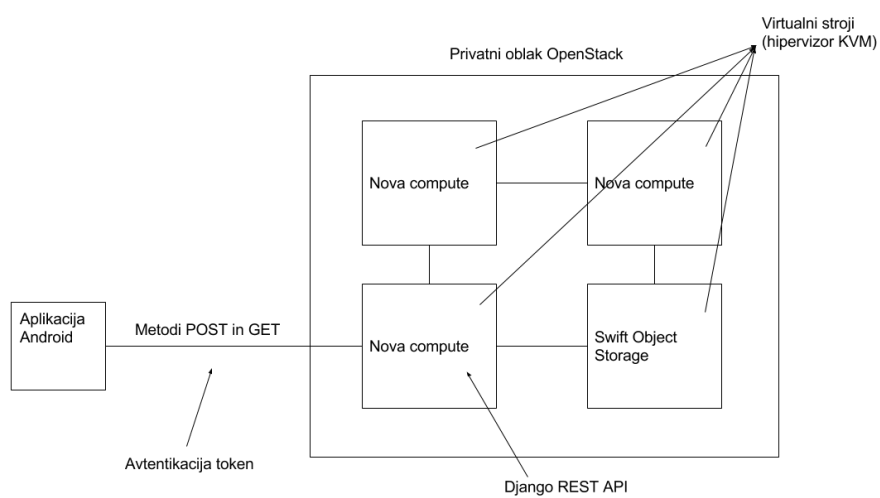 Virtualni stroji
(hipervizor KVM)
Privatni oblak OpenStack
Nova compute
Nova compute
Aplikacija
Android
Metodi POST in GET
Nova compute
Swift Object
Storage
Avtentikacija token
Django REST API